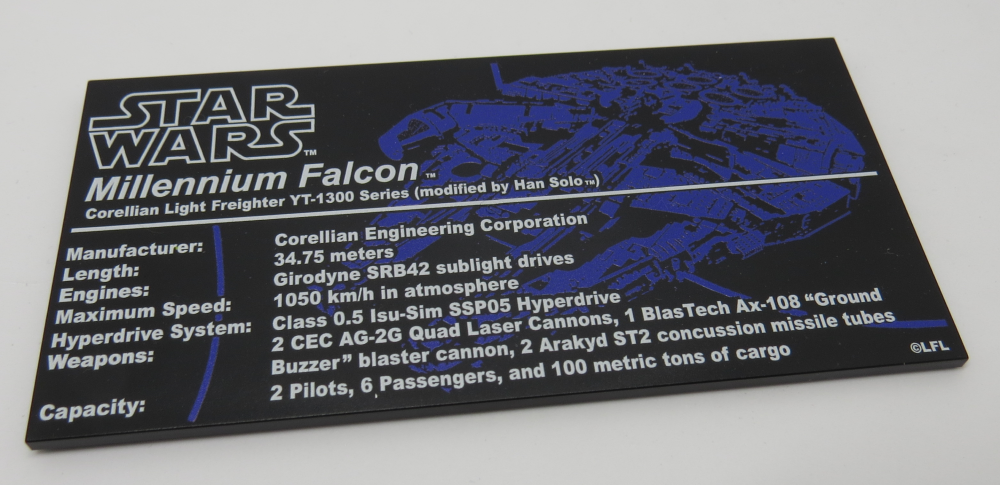 STAR
WARS™
Millennium Falcon™
Corellian Light Freighter YT-1300 Series (modified by Han Solo™)
Manufacturer: Corellian Engineering Corporation
Length: 34.75 meters
Engines: Girodyne SRB42 sublight drives
Maximum Speed: 1050 km/h in atmosphere
Hyperdrive System: Class 0.5 Isu-Sim SSP05 Hyperdrive
Weapons: 2 CEC AG-2G Quad Laser Cannons, 1 BlasTech Ax-108 “Ground
Buzzer” blaster cannon, 2 Arakyd ST2 concussion missile tubes
Capacity: 2 Pilots, 6 Passengers, and 100 metric tons of cargo
©LFL